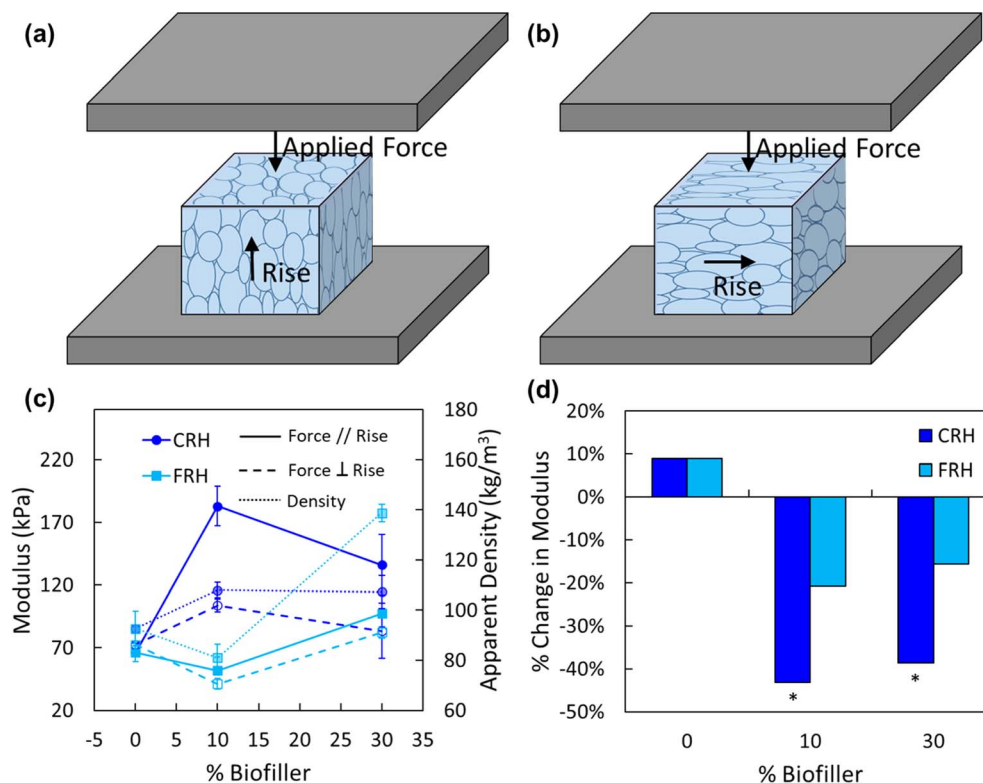 (a)
Applied Force
Rise
(b)
Applied Force
Rise
(c)
CRH
FRH
Force // Rise
Force ⊥ Rise
Density
Modulus (kPa)
220
170
120
70
20
Apparent Density (kg/m³)
180
160
140
120
100
80
60
-5 0 5 10 15 20 25 30 35
% Biofiller
(d)
CRH
FRH
% Change in Modulus
20%
10%
0%
-10%
-20%
-30%
-40%
-50%
* *
0 10 30
% Biofiller